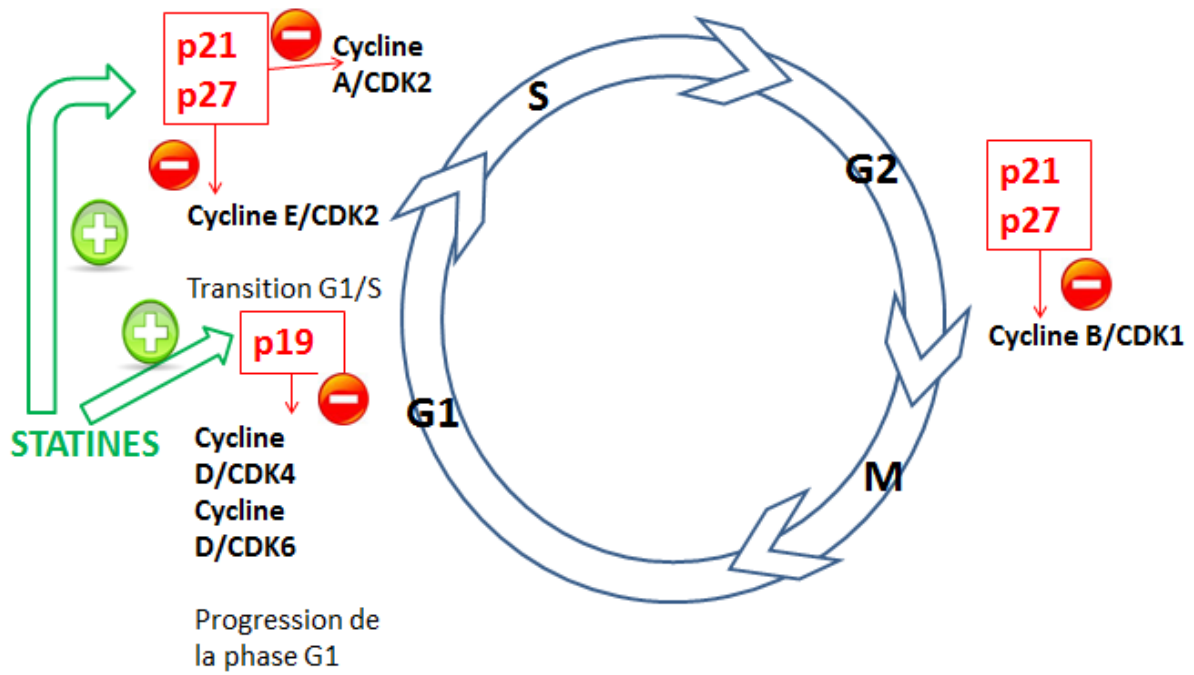 p21
p27
Cycline
A/CDK2
Cycline E/CDK2
Transition G1/S
p19
STATINES
Cycline
D/CDK4
Cycline
D/CDK6
Progression de
la phase G1
S
G2
G1
M
p21
p27
Cycline B/CDK1